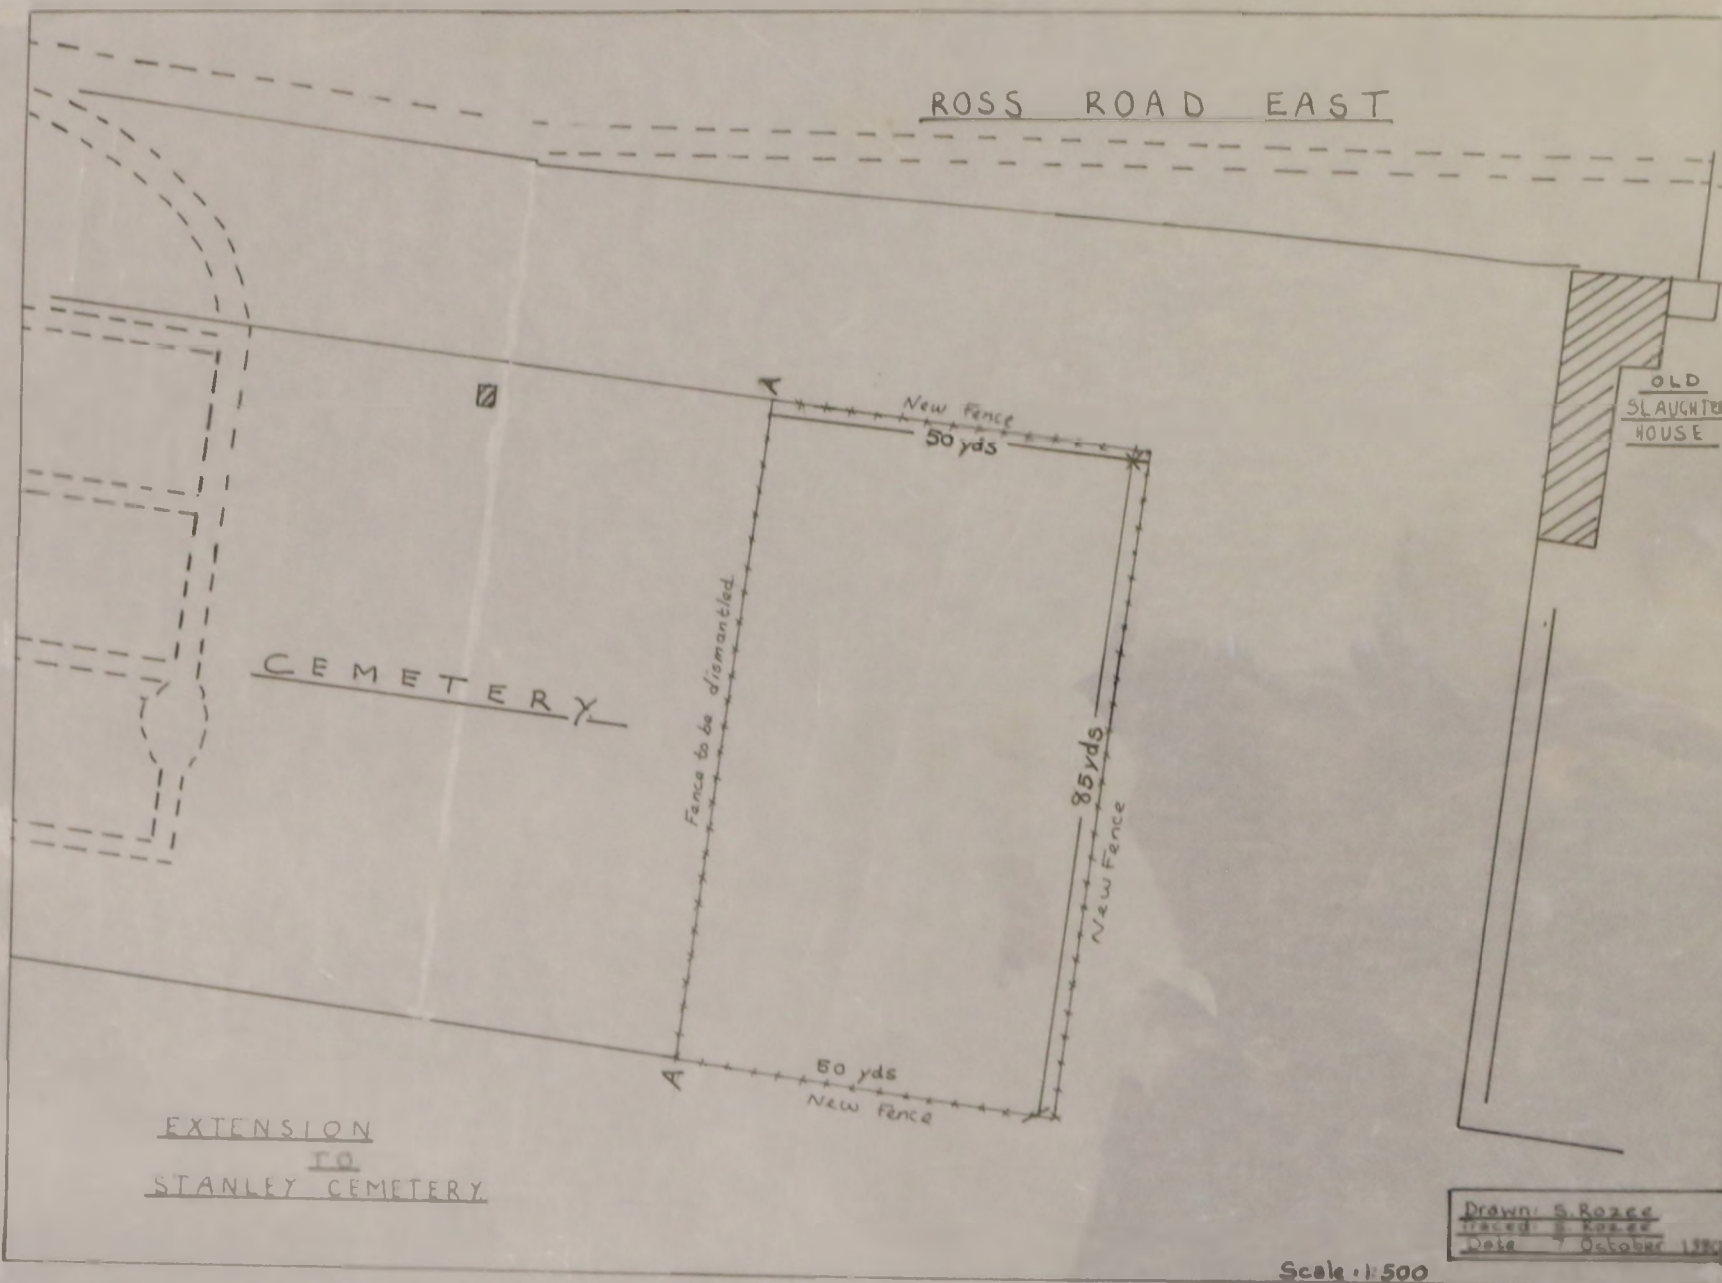 ROSS ROAD EAST
A
New Fence
50 yds
OLD
SLAUGHTER
HOUSE
Fence to be dismantled
CEMETERY
85 yds
New Fence
50 yds
New Fence
A
EXTENSION
TO
STANLEY CEMETERY
Drawn: S. Rozee
Traced: S. Rozee
Date 7 October
Scale 1:500